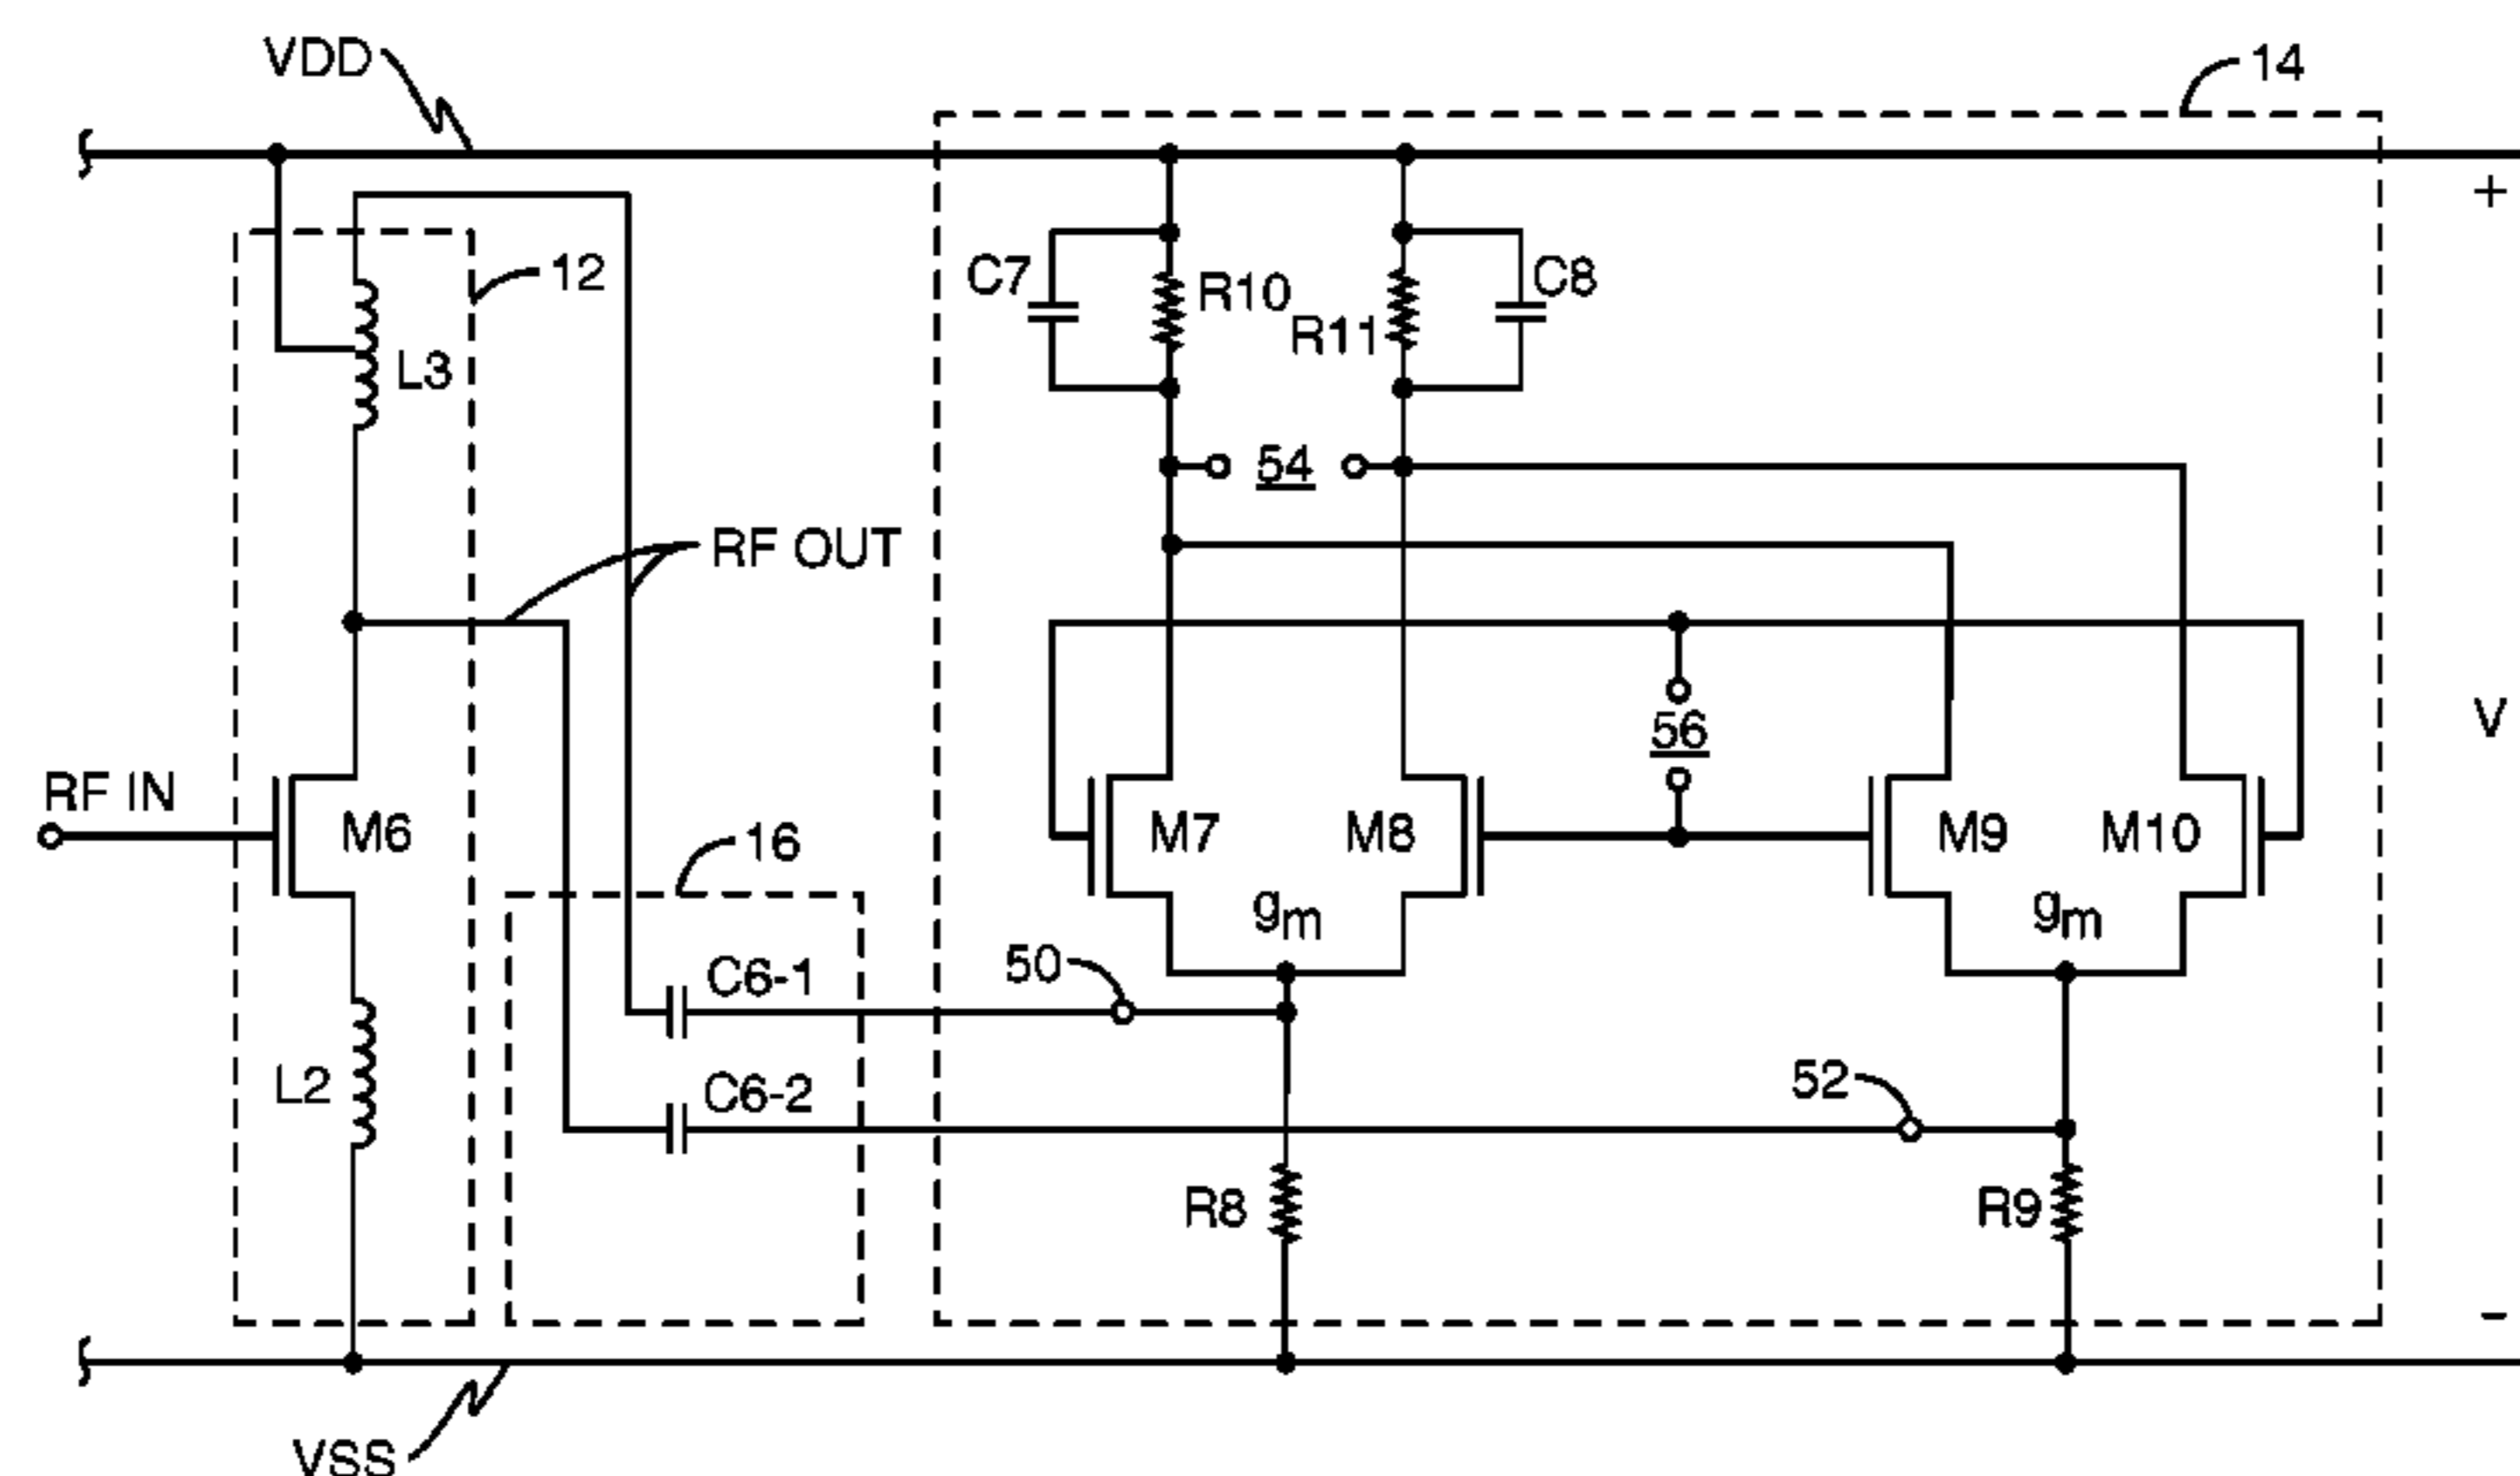 VDD
14
+
12
C7
R10
R11
C8
L3
54
RF OUT
56
V
RF IN
M6
M7
M8
M9
M10
16
gm
gm
50
C6-1
52
C6-2
L2
R8
R9
-
VSS